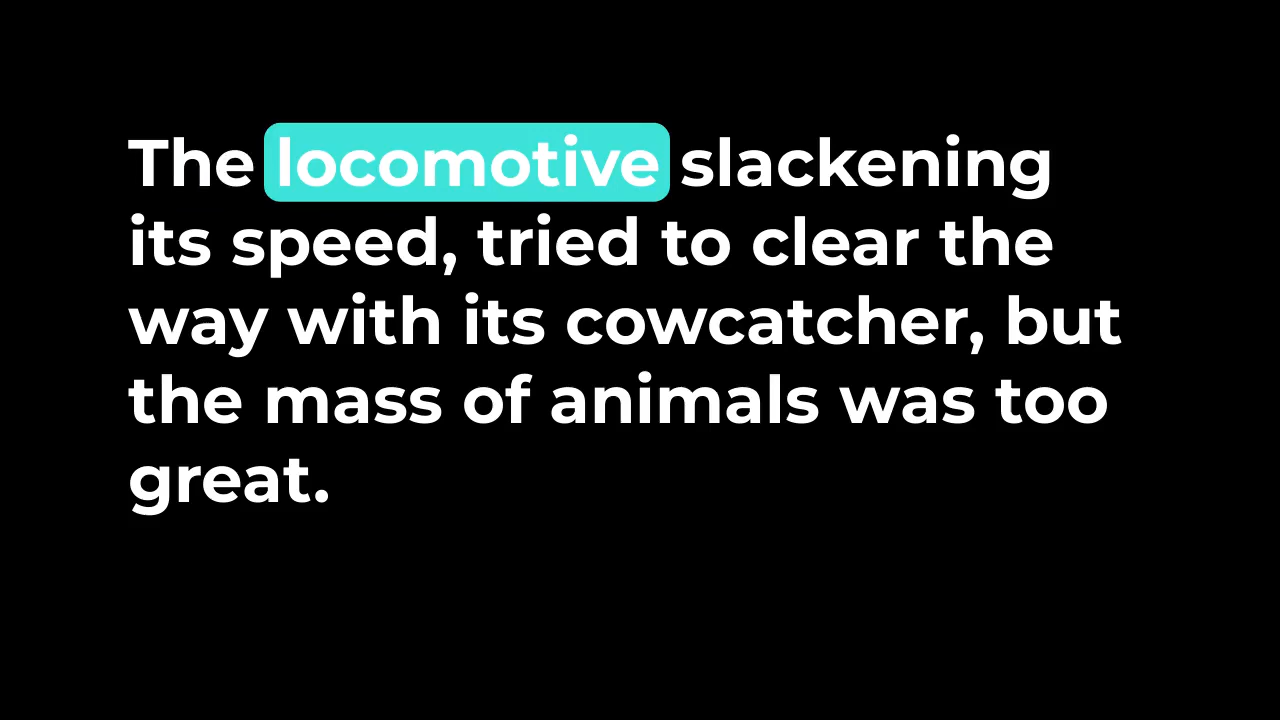 The locomotive slackening
its speed, tried to clear the
way with its cowcatcher, but
the mass of animals was too
great.